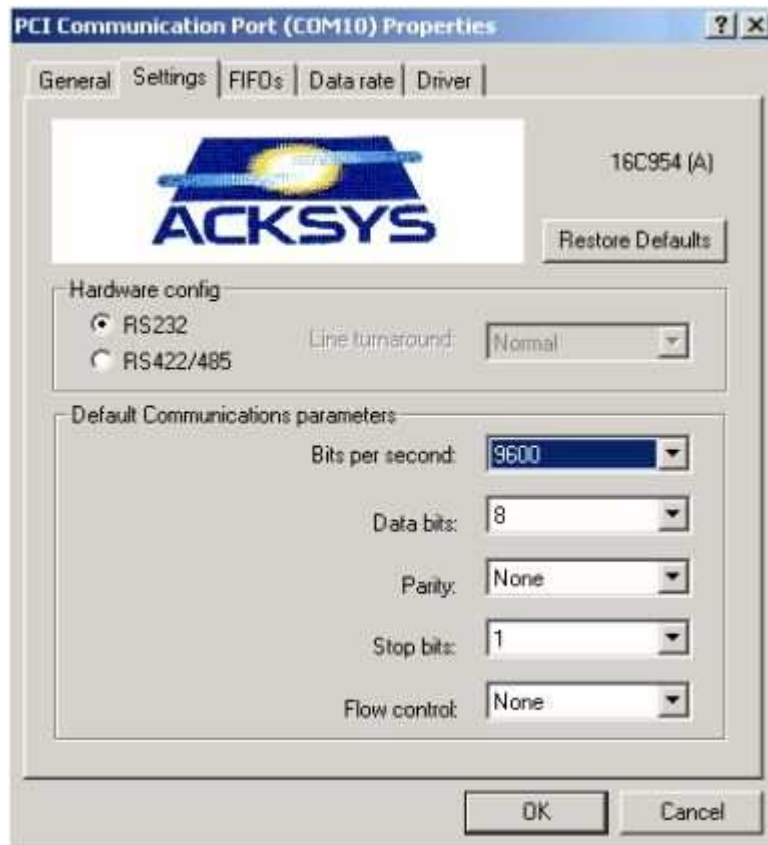 PCI Communication Port (COM10) Properties
General Settings FIFOs Data rate Driver
ACKSYS
16C954 (A)
Restore Defaults
Hardware config
RS232
RS422/485
Line turnaround:
Normal
Default Communications parameters
Bits per second: 9600
Data bits: 8
Parity: None
Stop bits: 1
Flow control: None
OK Cancel